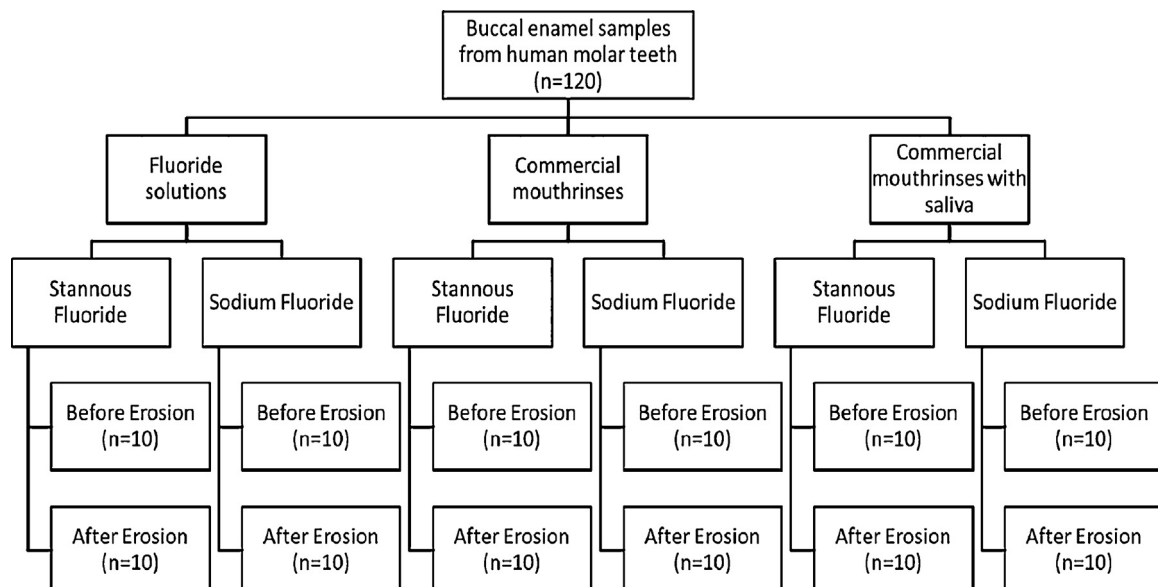 Buccal enamel samples
from human molar teeth
(n=120)
Fluoride
solutions
Commercial
mouthrinses
Commercial
mouthrinses with
saliva
Stannous
Fluoride
Sodium Fluoride
Stannous
Fluoride
Sodium Fluoride
Stannous
Fluoride
Sodium Fluoride
Before Erosion
(n=10)
Before Erosion
(n=10)
Before Erosion
(n=10)
Before Erosion
(n=10)
Before Erosion
(n=10)
Before Erosion
(n=10)
After Erosion
(n=10)
After Erosion
(n=10)
After Erosion
(n=10)
After Erosion
(n=10)
After Erosion
(n=10)
After Erosion
(n=10)